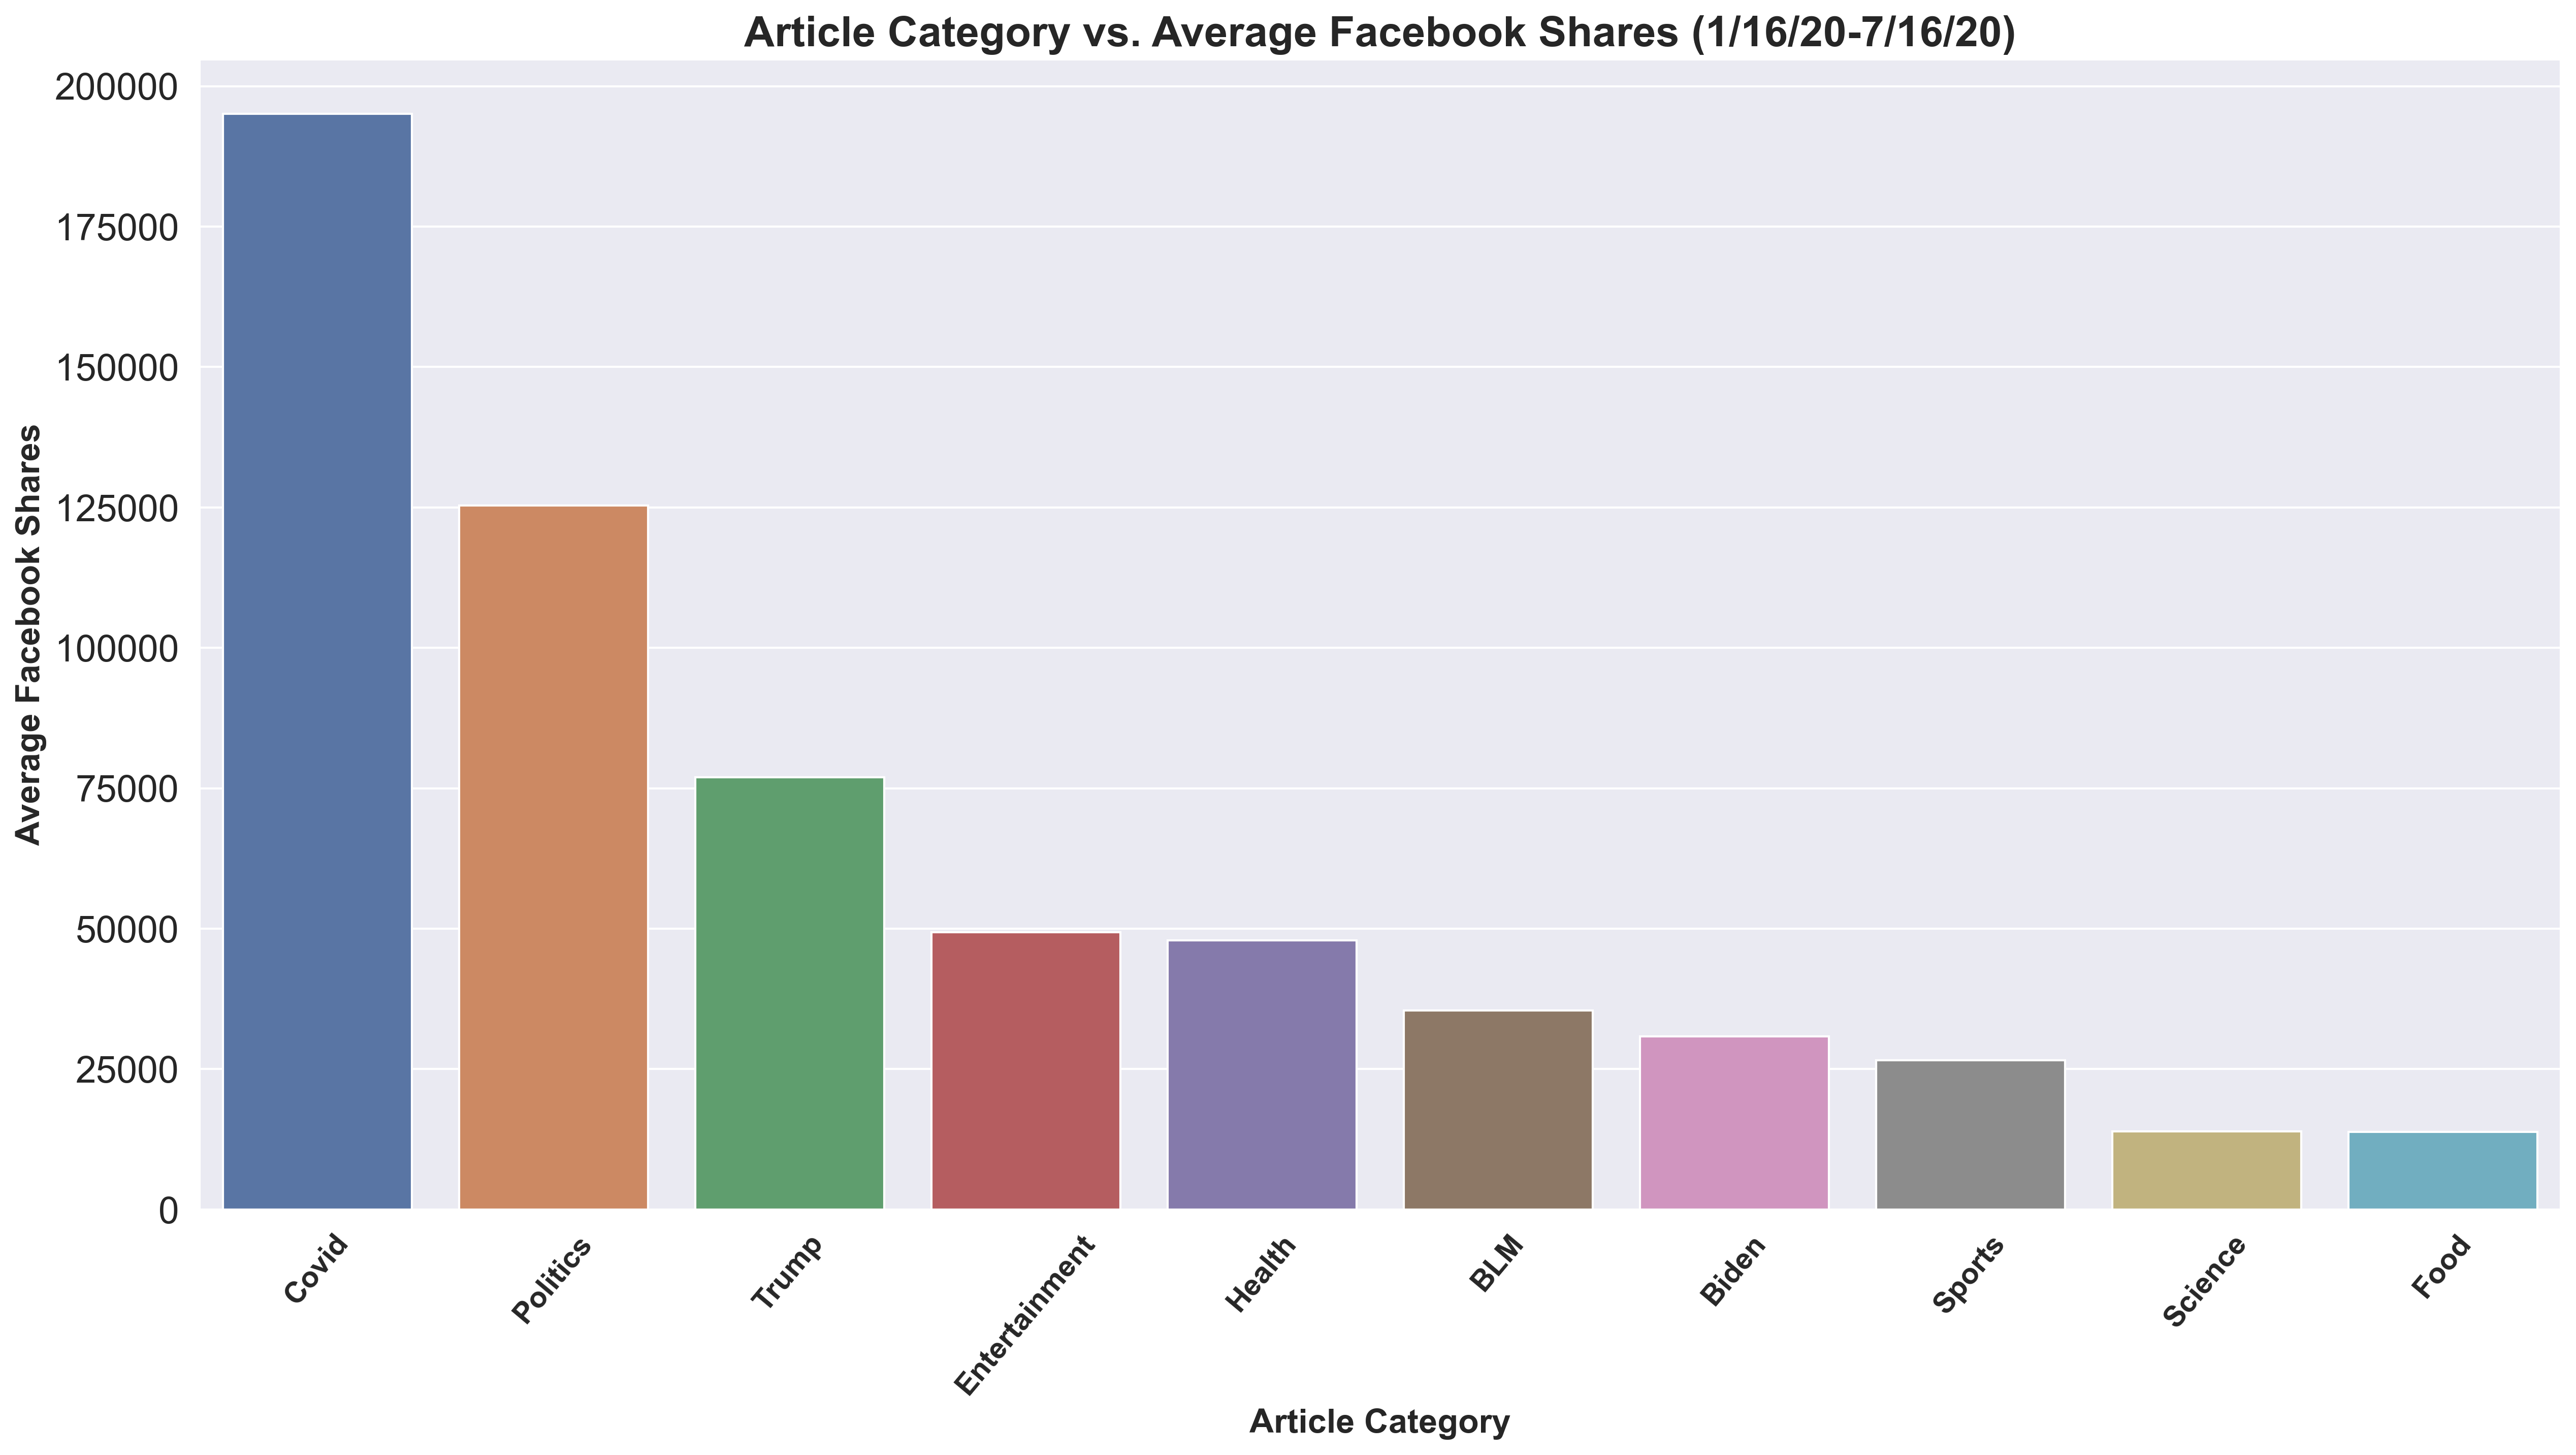 Article Category vs. Average Facebook Shares (1/16/20-7/16/20)
Average Facebook Shares
200000
175000
150000
125000
100000
75000
50000
25000
0
Covid
Politics
Trump
Entertainment
Health
BLM
Biden
Sports
Science
Food
Article Category